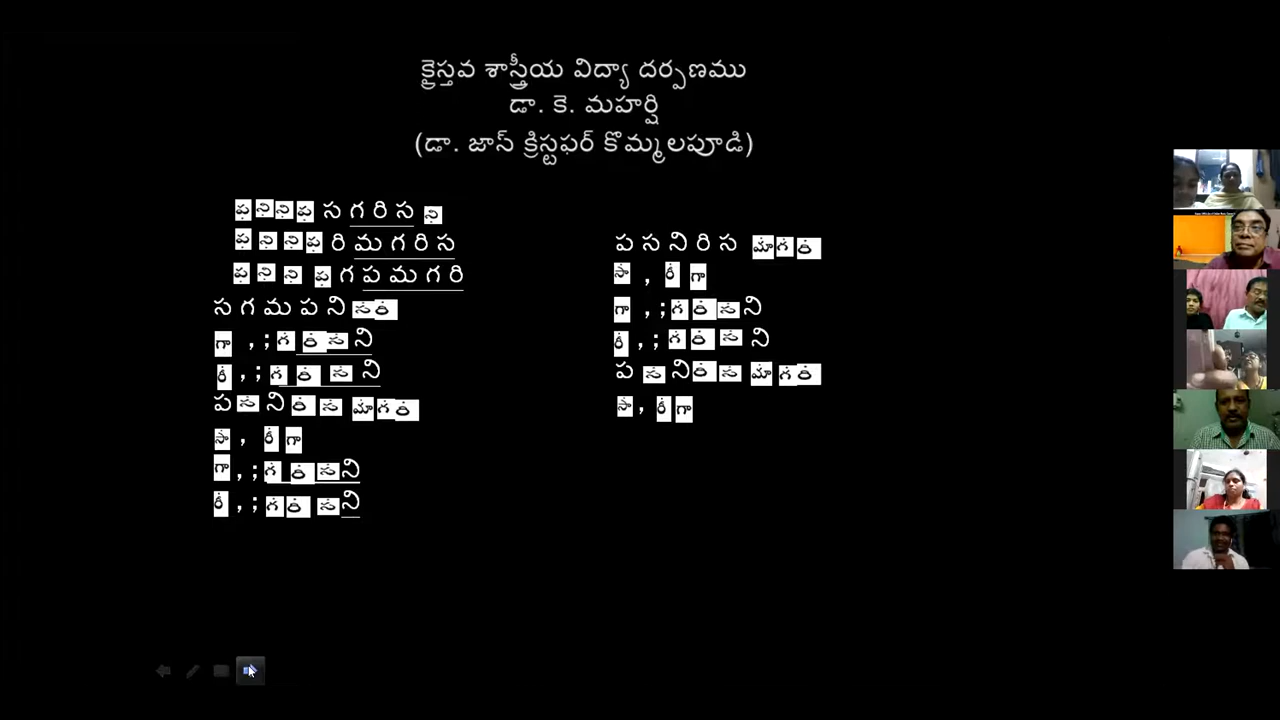 క్రైస్తవ శాస్త్రీయ విద్యా దర్పణము
డా. కె. మహర్షి
(డా. జాస్ క్రిస్టఫర్ కొమ్మలపూడి)
ప ని ని ప స గ రి స ని
ప ని ని ప రి మ గ రి స
ప ని ని ప గ ప మ గ రి
స గ మ ప ని స రి
గా , ; గ రి స ని
రీ , ; గ రి స ని
ప స ని రి స మా గ రి
సా , రీ గా
గా , ; గ రి స ని
రీ , ; గ రి స ని
ప స ని రి స మా గ రి
సా , రీ గా
గా , ; గ రి స ని
రీ , ; గ రి స ని
ప స ని రి స మా గ రి
సా , రీ గా